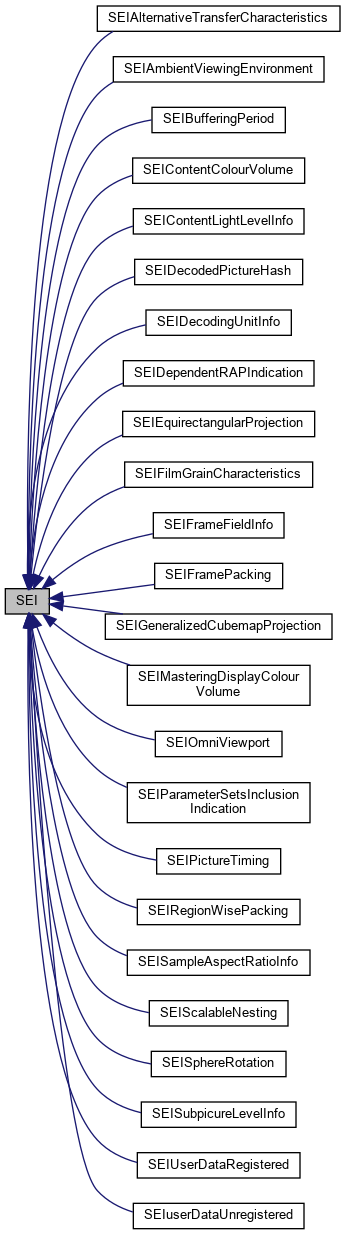 SEIAlternativeTransferCharacteristics
SEIAmbientViewingEnvironment
SEIBufferingPeriod
SEIContentColourVolume
SEIContentLightLevelInfo
SEIDecodedPictureHash
SEIDecodingUnitInfo
SEIDependentRAPIndication
SEIEquirectangularProjection
SEIFilmGrainCharacteristics
SEIFrameFieldInfo
SEIFramePacking
SEI
SEIGeneralizedCubemapProjection
SEIMasteringDisplayColour
Volume
SEIOmniViewport
SEIParameterSetsInclusion
Indication
SEIPictureTiming
SEIRegionWisePacking
SEISampleAspectRatioInfo
SEIScalableNesting
SEISphereRotation
SEISubpicureLevelInfo
SEIUserDataRegistered
SEIuserDataUnregistered